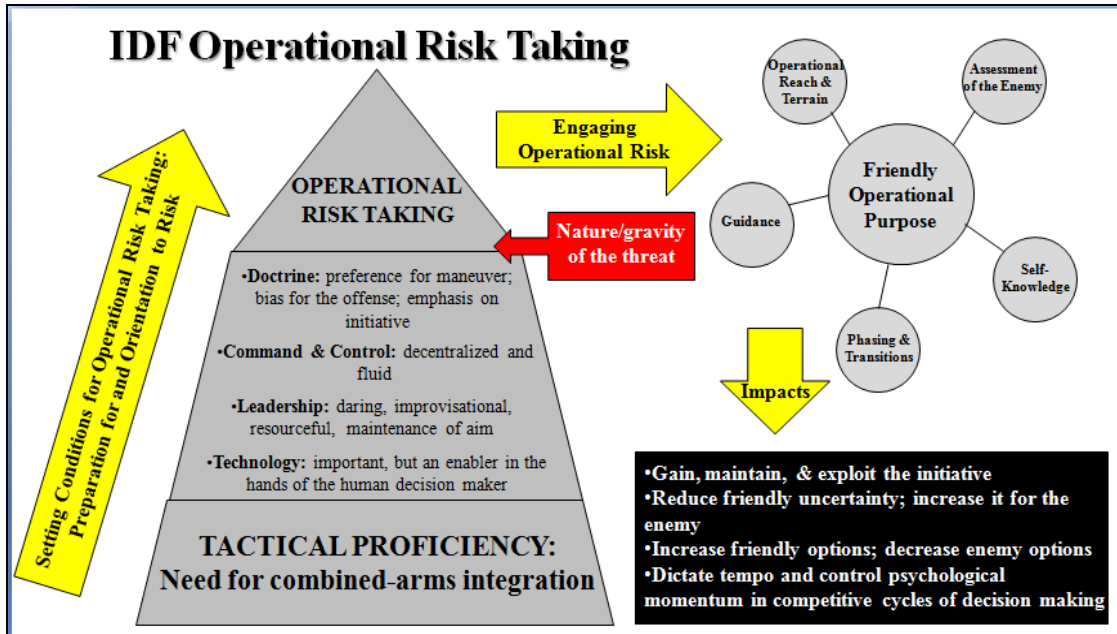 IDF Operational Risk Taking
Setting Conditions for Operational Risk Taking:
Preparation for and Orientation to Risk
OPERATIONAL
RISK TAKING
•Doctrine: preference for maneuver;
bias for the offense; emphasis on
initiative
•Command & Control: decentralized and
fluid
•Leadership: daring, improvisational,
resourceful, maintenance of aim
•Technology: important, but an enabler in the
hands of the human decision maker
TACTICAL PROFICIENCY:
Need for combined-arms integration
Engaging
Operational Risk
Nature/gravity
of the threat
Operational
Reach &
Terrain
Assessment
of the Enemy
Friendly
Operational
Purpose
Guidance
Self-
Knowledge
Phasing &
Transitions
Impacts
•Gain, maintain, & exploit the initiative
•Reduce friendly uncertainty; increase it for the
enemy
•Increase friendly options; decrease enemy options
•Dictate tempo and control psychological
momentum in competitive cycles of decision making